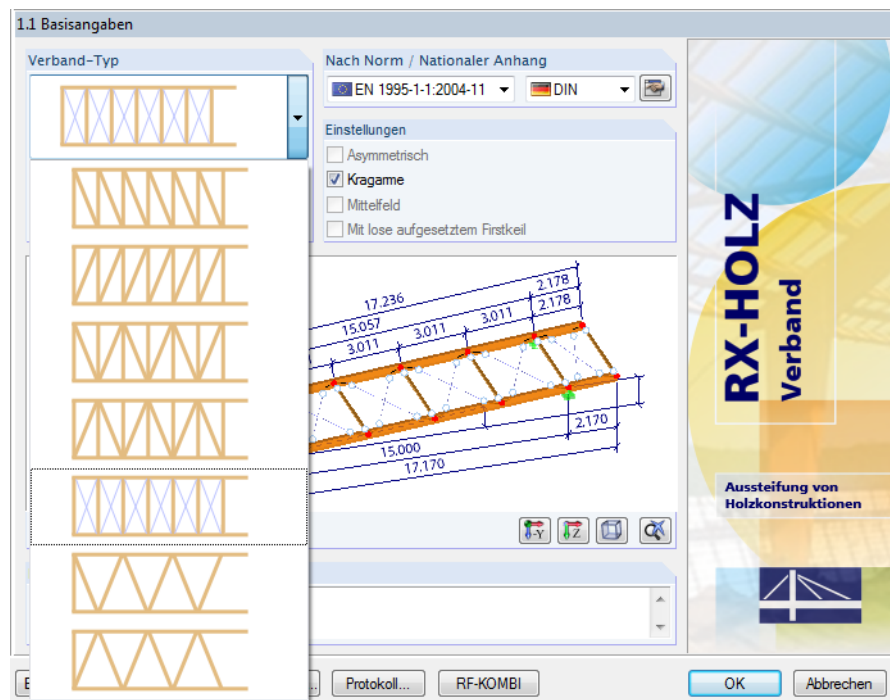 1.1 Basisangaben
Verband-Typ
Nach Norm / Nationaler Anhang
EN 1995-1-1:2004-11
DIN
Einstellungen
Asymmetrisch
Kragarme
Mittelfeld
Mit lose aufgesetztem Firstkeil
17.236
2.178
15.057
2.178
3.011
3.011
3.011
2.170
15.000
17.170
-Y
Z
RX-HOLZ
Verband
Aussteifung von
Holzkonstruktionen
Protokoll...
RF-KOMBI
OK
Abbrechen